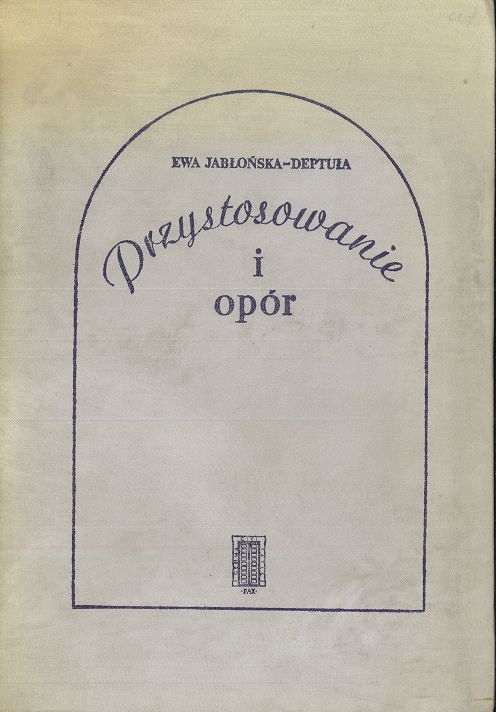 EWA JABŁOŃSKA-DEPTUŁA
Przystosowanie
i
opór
·PAX·